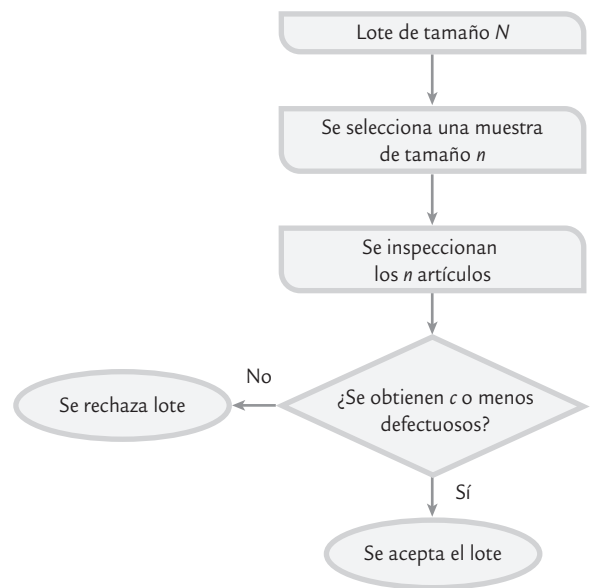 Lote de tamaño N
Se selecciona una muestra
de tamaño n
Se inspeccionan
los n artículos
¿Se obtienen c o menos
defectuosos?
No
Se rechaza lote
Sí
Se acepta el lote